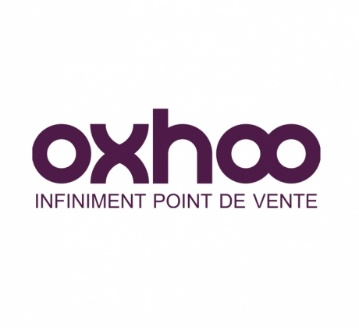 oxhoo
INFINIMENT POINT DE VENTE